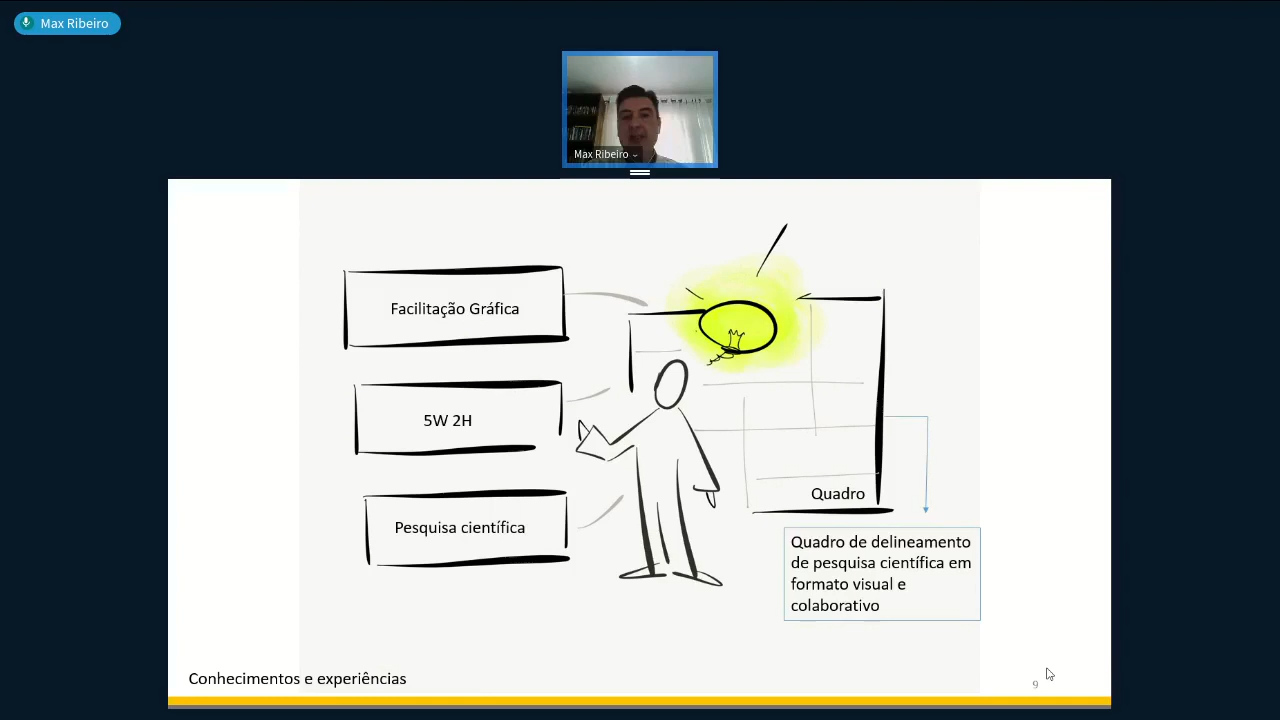 Max Ribeiro
Max Ribeiro
Facilitação Gráfica
5W 2H
Pesquisa científica
Quadro
Quadro de delineamento
de pesquisa científica em
formato visual e
colaborativo
Conhecimentos e experiências
9